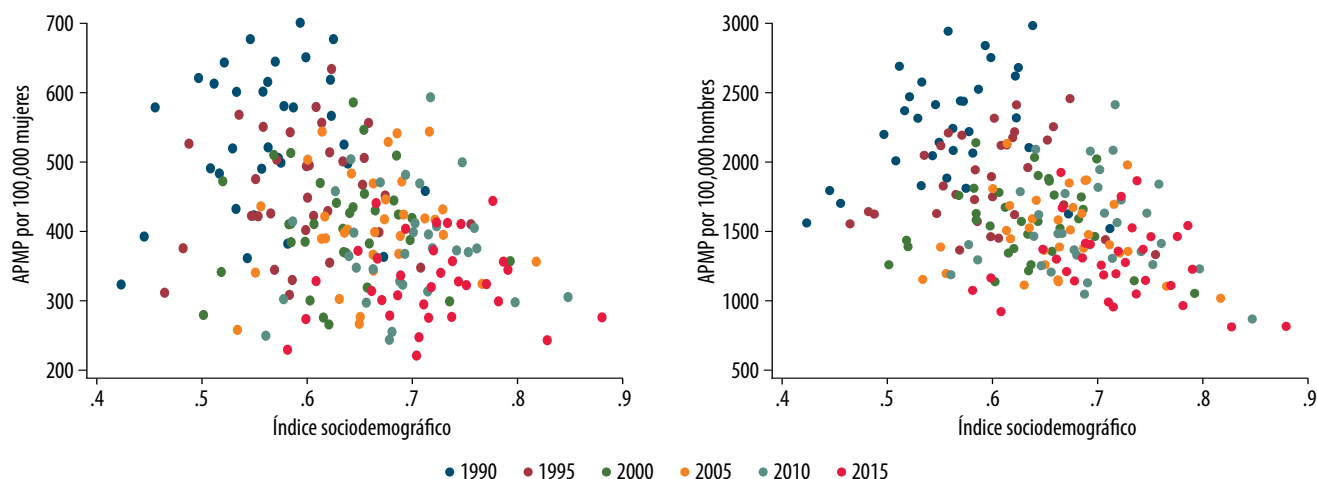 700
600
500
400
300
200
APMP por 100,000 mujeres
.4 .5 .6 .7 .8 .9
Índice sociodemográfico
3000
2500
2000
1500
1000
500
APMP por 100,000 hombres
.4 .5 .6 .7 .8 .9
Índice sociodemográfico
1990 1995 2000 2005 2010 2015